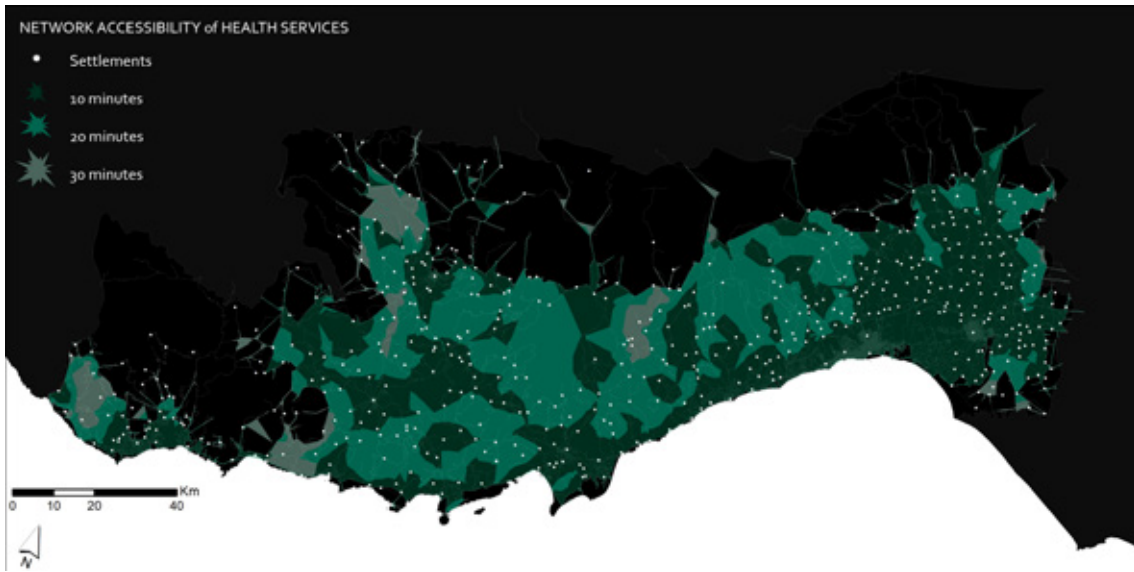 NETWORK ACCESSIBILITY of HEALTH SERVICES
Settlements
10 minutes
20 minutes
30 minutes
Km
0 10 20 40
N